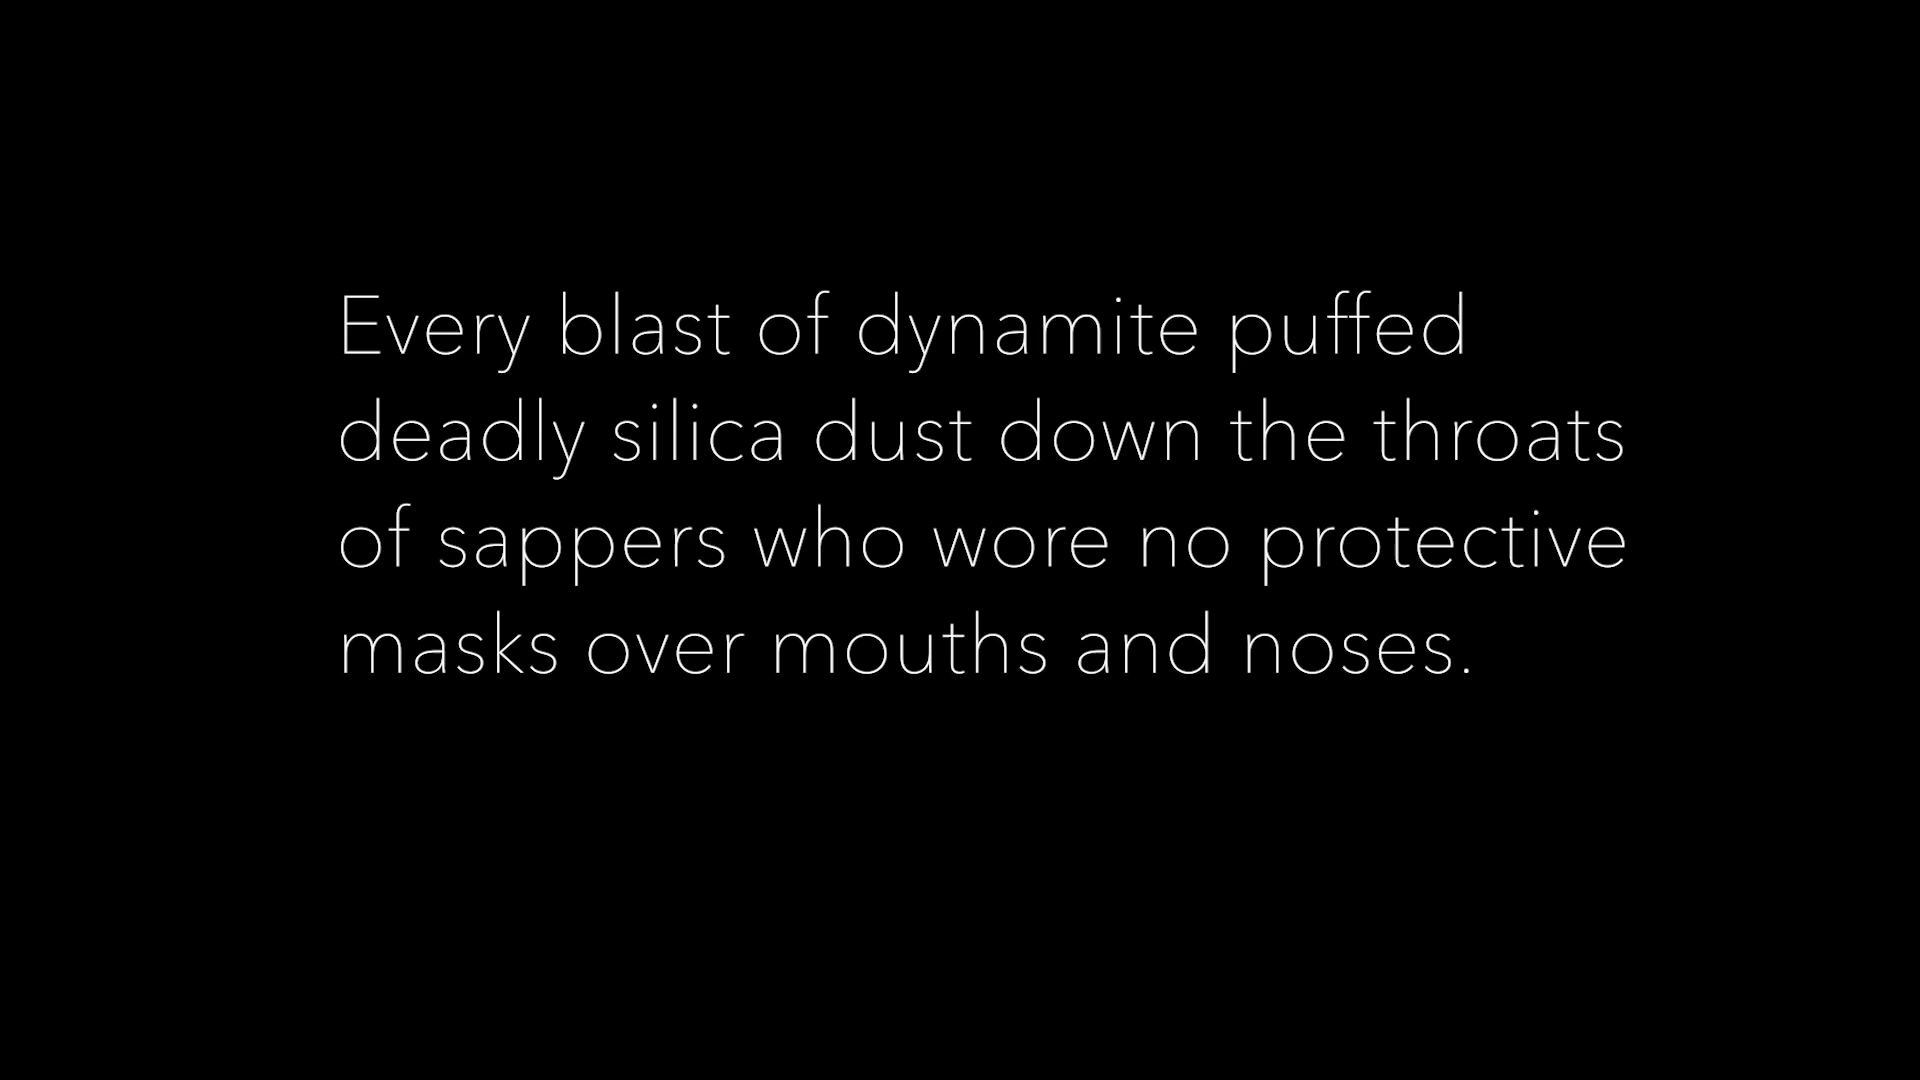 Every blast of dynamite puffed
deadly silica dust down the throats
of sappers who wore no protective
masks over mouths and noses.